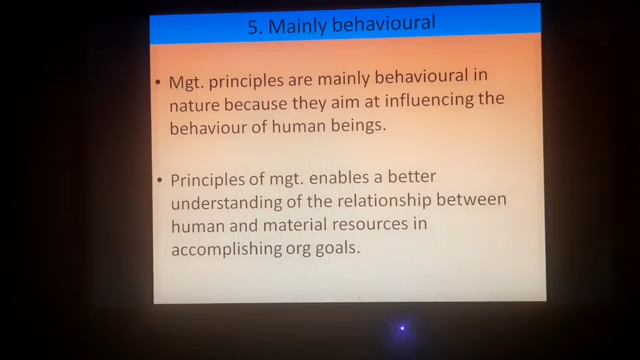 5. Mainly behavioural
• Mgt. principles are mainly behavioural in
nature because they aim at influencing the
behaviour of human beings.
• Principles of mgt. enables a better
understanding of the relationship between
human and material resources in
accomplishing org goals.